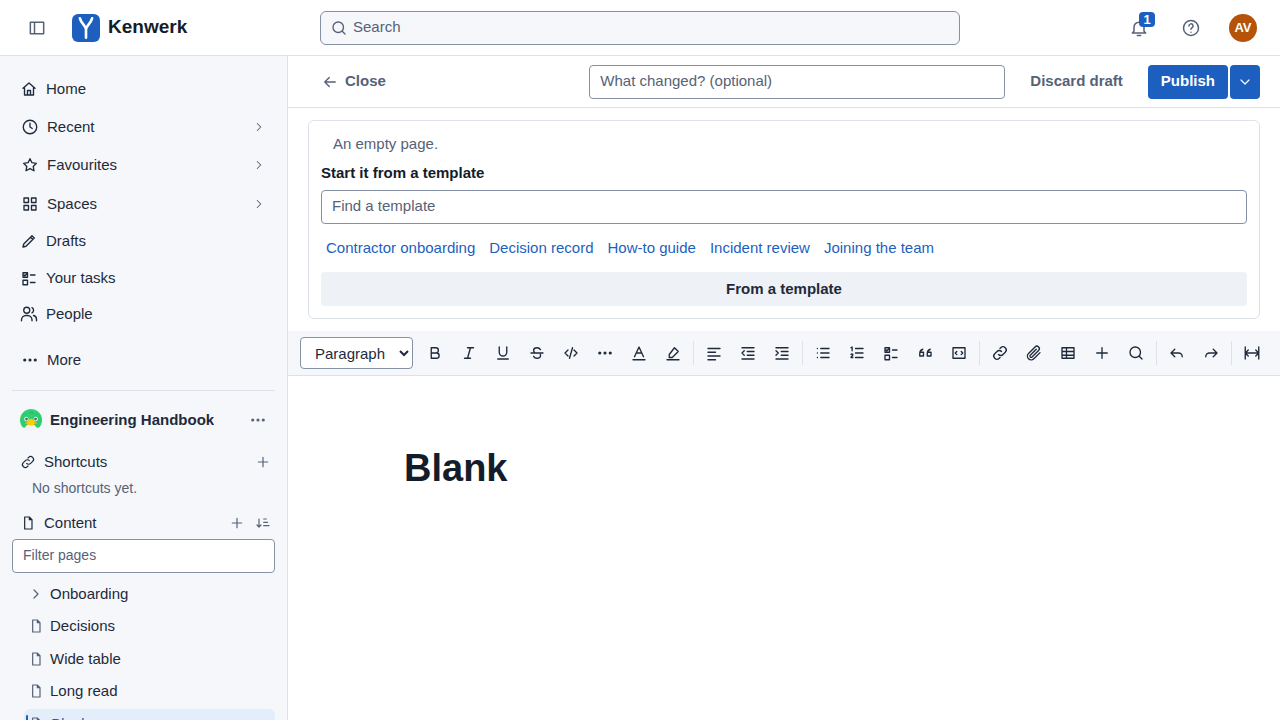 Kenwerk
Search
1
AV
Home
Recent
Favourites
Spaces
Drafts
Your tasks
People
More
Engineering Handbook
Shortcuts
No shortcuts yet.
Content
Filter pages
Onboarding
Decisions
Wide table
Long read
Close
What changed? (optional)
Discard draft
Publish
An empty page.
Start it from a template
Find a template
Contractor onboarding Decision record How-to guide Incident review Joining the team
From a template
Paragraph
Blank